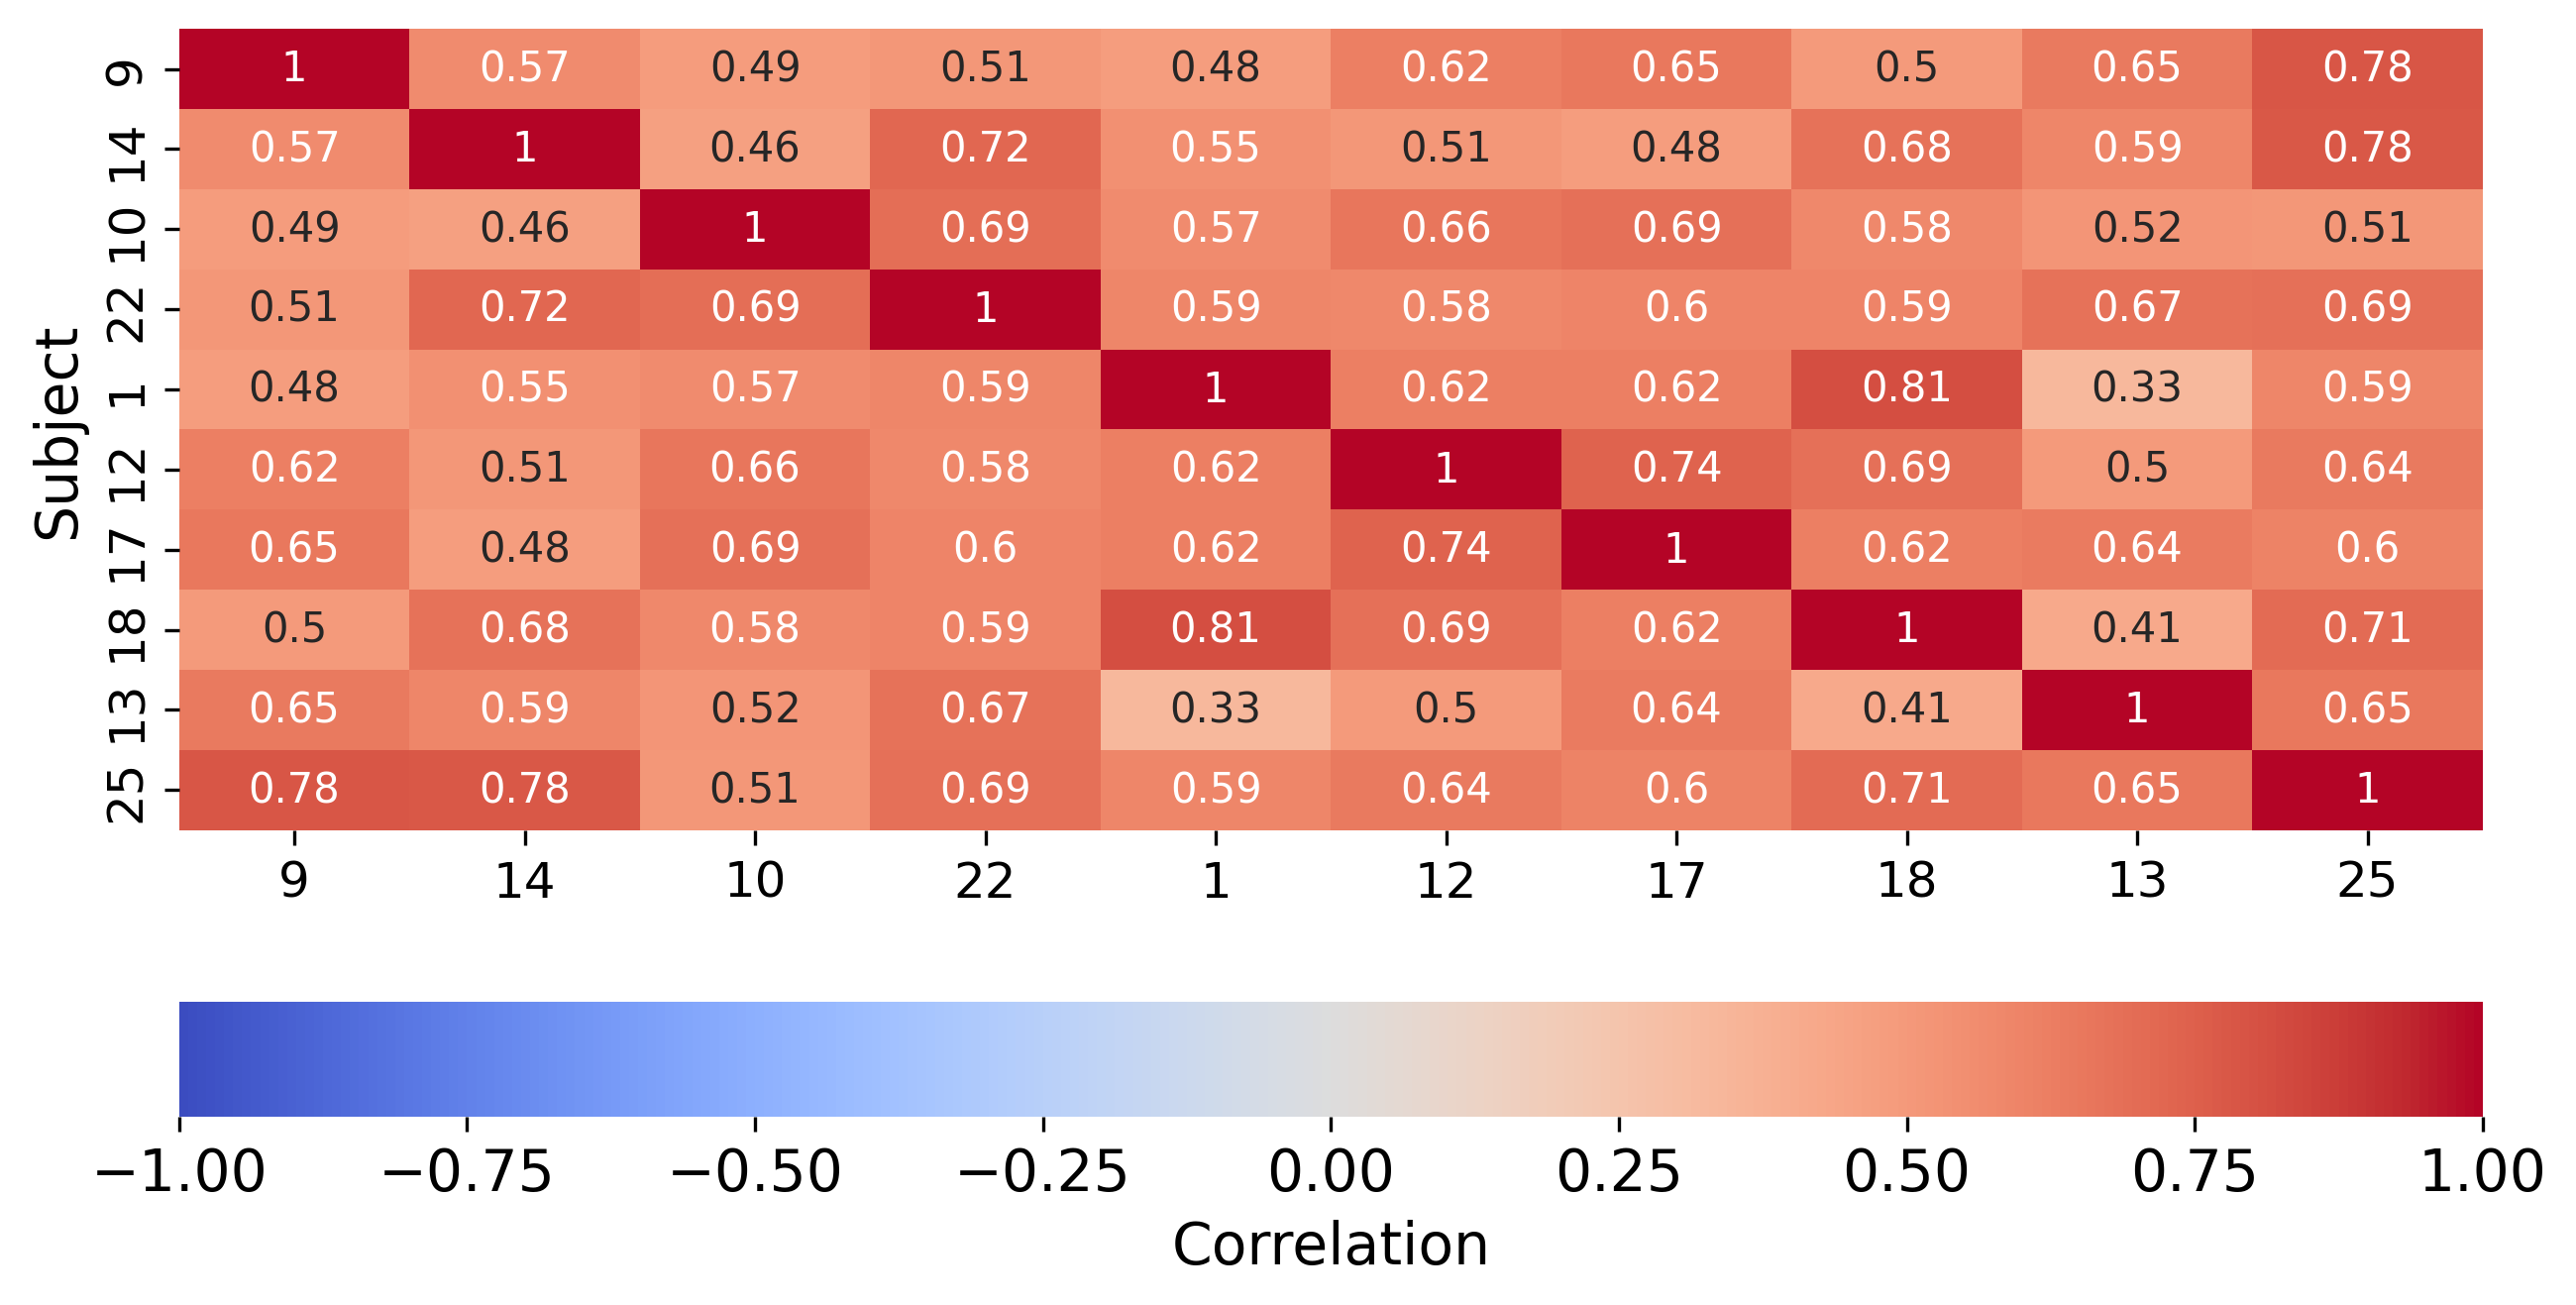 9 1 0.57 0.49 0.51 0.48 0.62 0.65 0.5 0.65 0.78
14 0.57 1 0.46 0.72 0.55 0.51 0.48 0.68 0.59 0.78
10 0.49 0.46 1 0.69 0.57 0.66 0.69 0.58 0.52 0.51
22 0.51 0.72 0.69 1 0.59 0.58 0.6 0.59 0.67 0.69
1 0.48 0.55 0.57 0.59 1 0.62 0.62 0.81 0.33 0.59
12 0.62 0.51 0.66 0.58 0.62 1 0.74 0.69 0.5 0.64
17 0.65 0.48 0.69 0.6 0.62 0.74 1 0.62 0.64 0.6
18 0.5 0.68 0.58 0.59 0.81 0.69 0.62 1 0.41 0.71
13 0.65 0.59 0.52 0.67 0.33 0.5 0.64 0.41 1 0.65
25 0.78 0.78 0.51 0.69 0.59 0.64 0.6 0.71 0.65 1
Subject
9 14 10 22 1 12 17 18 13 25
−1.00 −0.75 −0.50 −0.25 0.00 0.25 0.50 0.75 1.00
Correlation